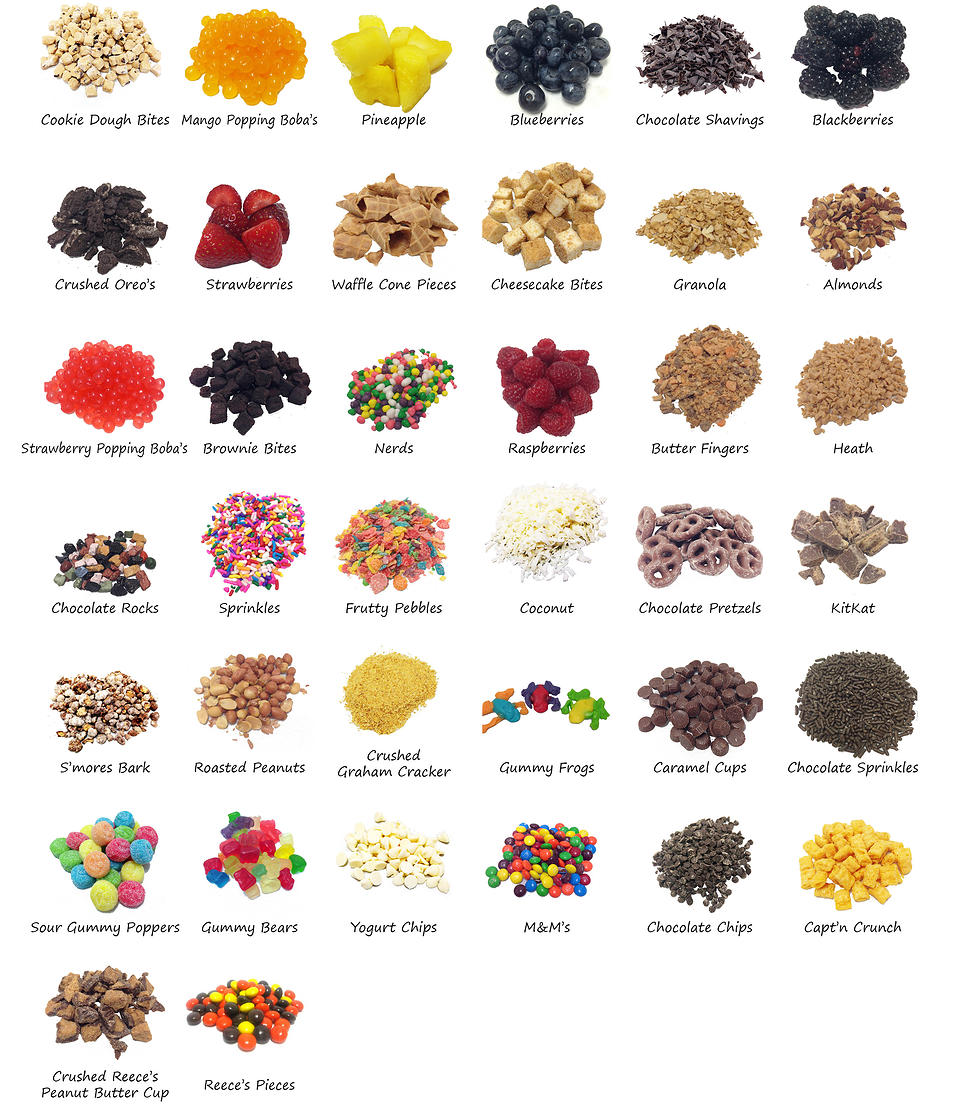 Cookie Dough Bites
Mango Popping Boba's
Pineapple
Blueberries
Chocolate Shavings
Blackberries
Crushed Oreo's
Strawberries
Waffle Cone Pieces
Cheesecake Bites
Granola
Almonds
Strawberry Popping Boba's
Brownie Bites
Nerds
Raspberries
Butter Fingers
Heath
Chocolate Rocks
Sprinkles
Frutty Pebbles
Coconut
Chocolate Pretzels
KitKat
S'mores Bark
Roasted Peanuts
Crushed
Graham Cracker
Gummy Frogs
Caramel Cups
Chocolate Sprinkles
Sour Gummy Poppers
Gummy Bears
Yogurt Chips
M&M's
Chocolate Chips
Capt'n Crunch
Crushed Reece's
Peanut Butter Cup
Reece's Pieces